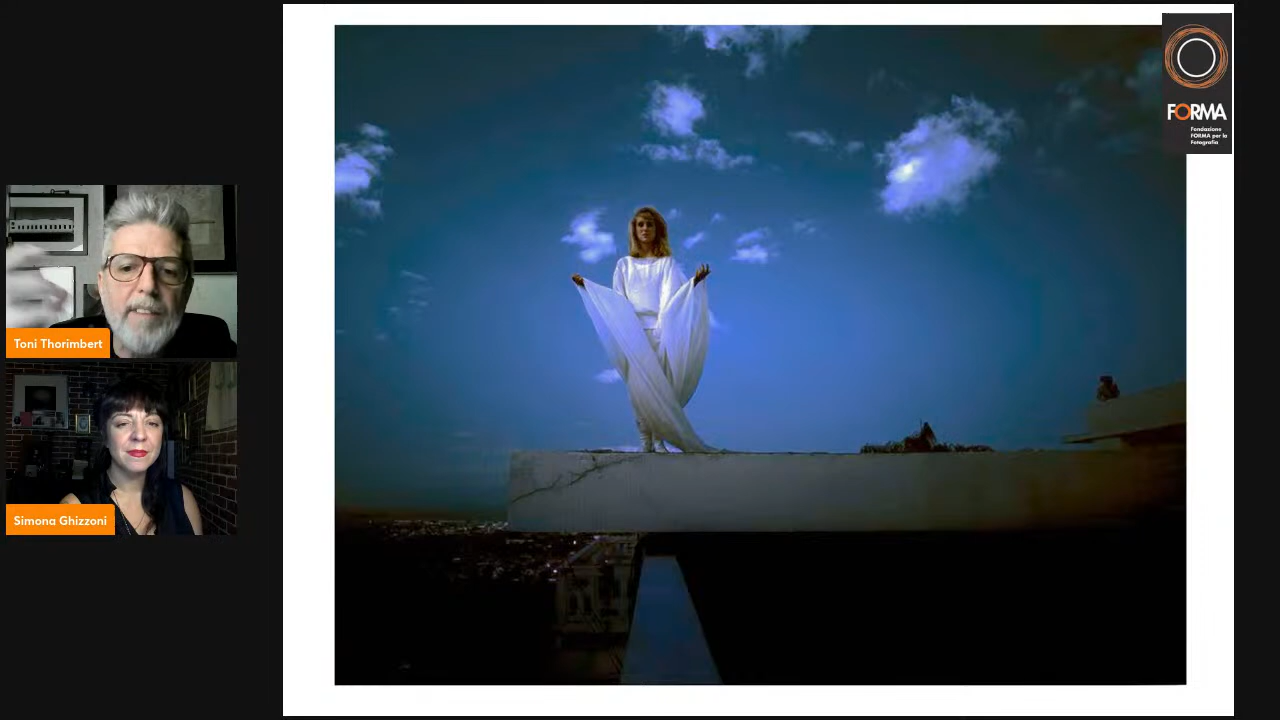 Toni Thorimbert
Simona Ghizzoni
FORMA
Fondazione
FORMA per la
Fotografia